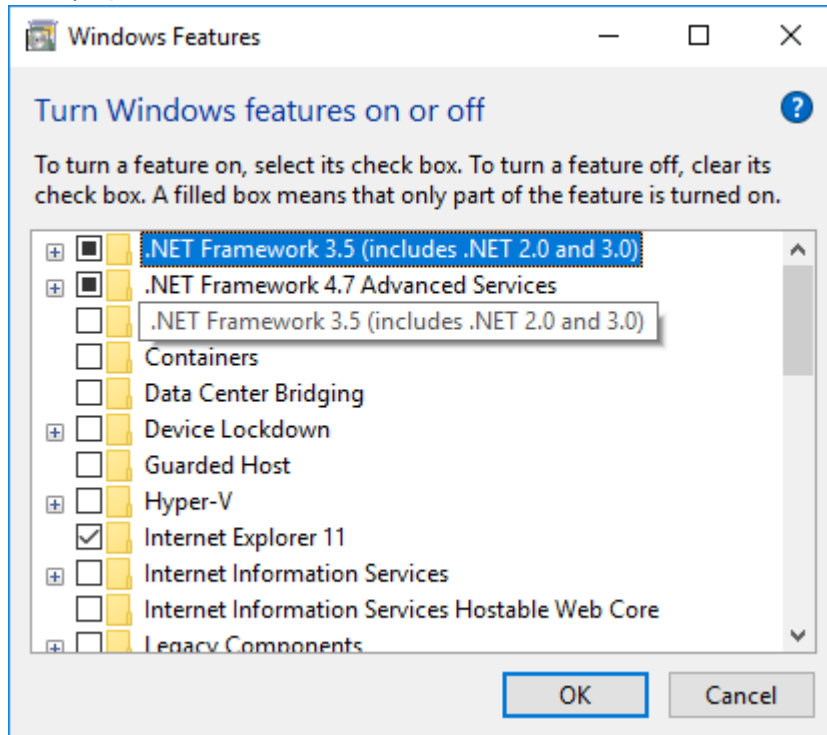 Windows Features
Turn Windows features on or off
?
To turn a feature on, select its check box. To turn a feature off, clear its
check box. A filled box means that only part of the feature is turned on.
.NET Framework 3.5 (includes .NET 2.0 and 3.0)
.NET Framework 4.7 Advanced Services
.NET Framework 3.5 (includes .NET 2.0 and 3.0)
Containers
Data Center Bridging
Device Lockdown
Guarded Host
Hyper-V
Internet Explorer 11
Internet Information Services
Internet Information Services Hostable Web Core
Legacy Components
OK
Cancel